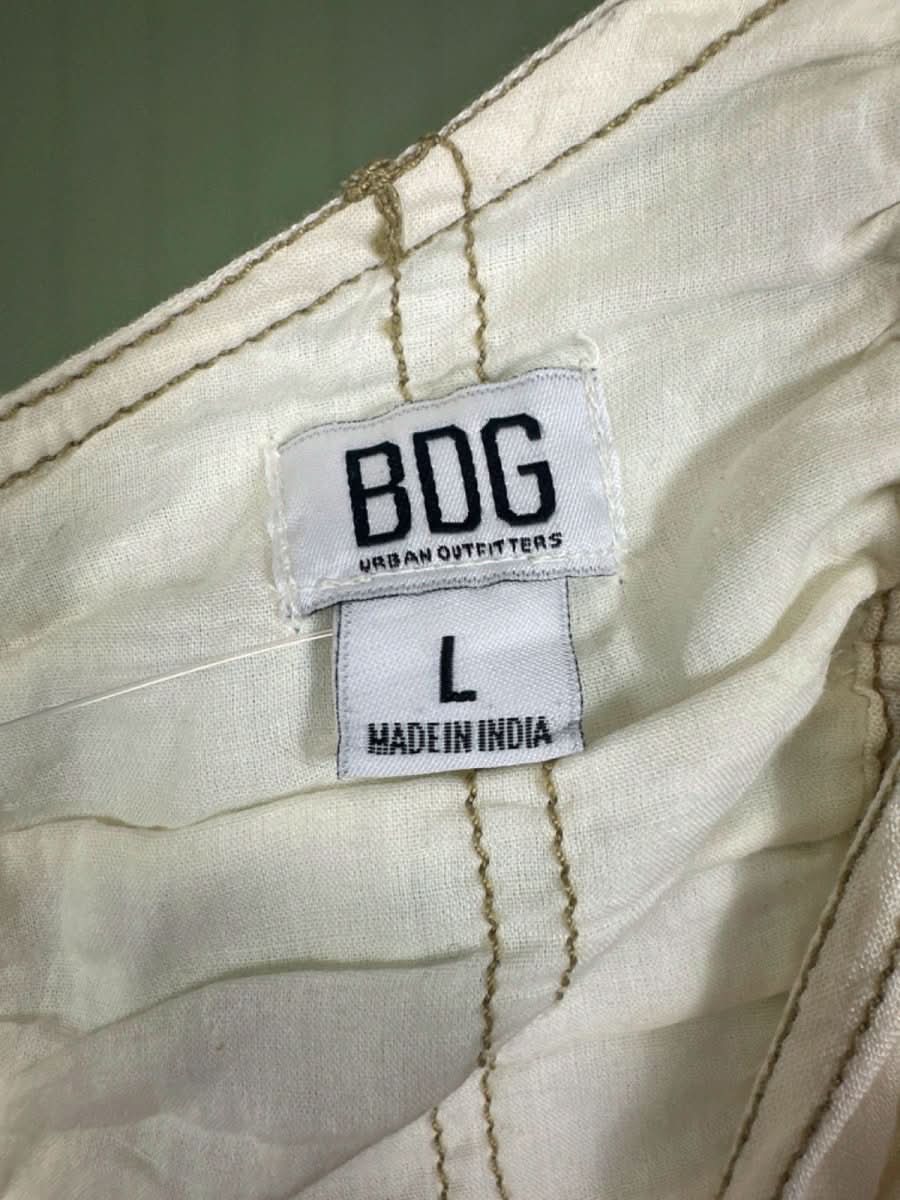 BDG
URBAN OUTFITTERS
L
MADE IN INDIA